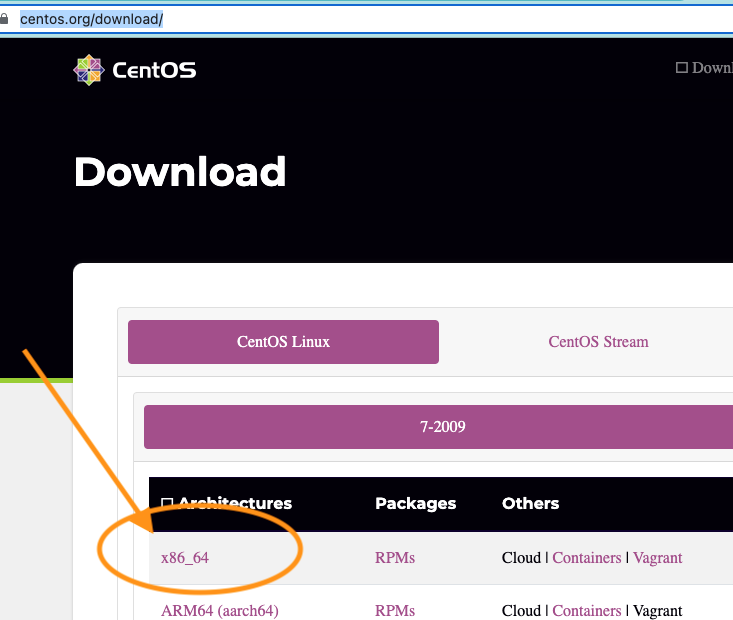 centos.org/download/
CentOS
Download
CentOS Linux CentOS Stream
7-2009
Architectures Packages Others
x86_64 RPMs Cloud | Containers | Vagrant
ARM64 (aarch64) RPMs Cloud | Containers | Vagrant